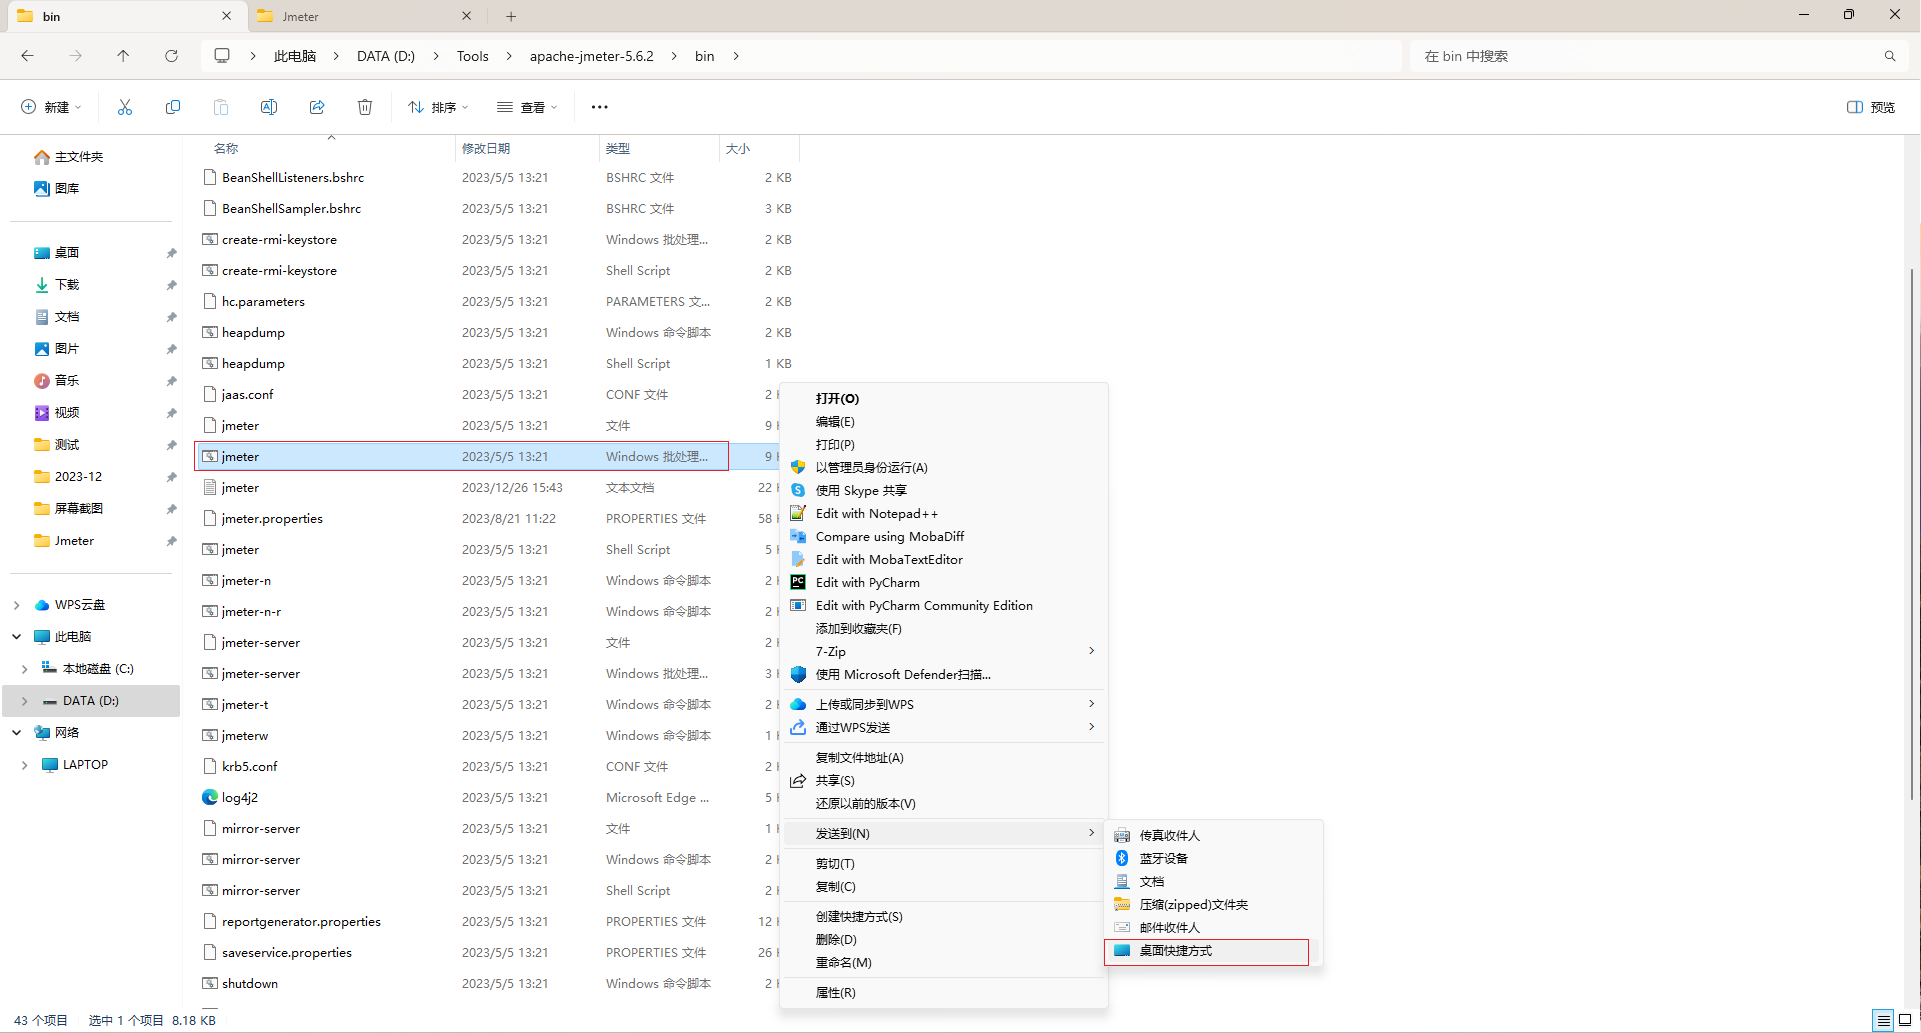 bin
Jmeter
此电脑 DATA (D:) Tools apache-jmeter-5.6.2 bin
在 bin 中搜索
新建 排序 查看 预览
主文件夹
图库
桌面
下载
文档
图片
音乐
视频
测试
2023-12
屏幕截图
Jmeter
WPS云盘
此电脑
本地磁盘 (C:)
DATA (D:)
网络
LAPTOP
名称 修改日期 类型 大小
BeanShellListeners.bshrc 2023/5/5 13:21 BSHRC 文件 2 KB
BeanShellSampler.bshrc 2023/5/5 13:21 BSHRC 文件 3 KB
create-rmi-keystore 2023/5/5 13:21 Windows 批处理... 2 KB
create-rmi-keystore 2023/5/5 13:21 Shell Script 2 KB
hc.parameters 2023/5/5 13:21 PARAMETERS 文... 2 KB
heapdump 2023/5/5 13:21 Windows 命令脚本 2 KB
heapdump 2023/5/5 13:21 Shell Script 1 KB
jaas.conf 2023/5/5 13:21 CONF 文件 2
jmeter 2023/5/5 13:21 文件 9
jmeter 2023/5/5 13:21 Windows 批处理... 9
jmeter 2023/12/26 15:43 文本文档 22
jmeter.properties 2023/8/21 11:22 PROPERTIES 文件 58
jmeter 2023/5/5 13:21 Shell Script 5
jmeter-n 2023/5/5 13:21 Windows 命令脚本 2
jmeter-n-r 2023/5/5 13:21 Windows 命令脚本 2
jmeter-server 2023/5/5 13:21 文件 2
jmeter-server 2023/5/5 13:21 Windows 批处理... 3
jmeter-t 2023/5/5 13:21 Windows 命令脚本 2
jmeterw 2023/5/5 13:21 Windows 命令脚本 1
krb5.conf 2023/5/5 13:21 CONF 文件 2
log4j2 2023/5/5 13:21 Microsoft Edge ... 5
mirror-server 2023/5/5 13:21 文件 1
mirror-server 2023/5/5 13:21 Windows 命令脚本 2
mirror-server 2023/5/5 13:21 Shell Script 2
reportgenerator.properties 2023/5/5 13:21 PROPERTIES 文件 12
saveservice.properties 2023/5/5 13:21 PROPERTIES 文件 26
shutdown 2023/5/5 13:21 Windows 命令脚本 2
打开(O)
编辑(E)
打印(P)
以管理员身份运行(A)
使用 Skype 共享
Edit with Notepad++
Compare using MobaDiff
Edit with MobaTextEditor
Edit with PyCharm
Edit with PyCharm Community Edition
添加到收藏夹(F)
7-Zip
使用 Microsoft Defender扫描...
上传或同步到WPS
通过WPS发送
复制文件地址(A)
共享(S)
还原以前的版本(V)
发送到(N)
剪切(T)
复制(C)
创建快捷方式(S)
删除(D)
重命名(M)
属性(R)
传真收件人
蓝牙设备
文档
压缩(zipped)文件夹
邮件收件人
桌面快捷方式
43 个项目 选中 1 个项目 8.18 KB